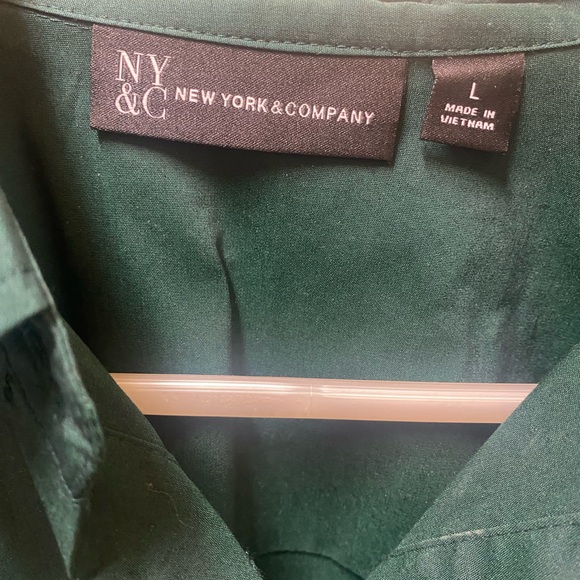 NY
&C NEW YORK & COMPANY
L
MADE IN
VIETNAM